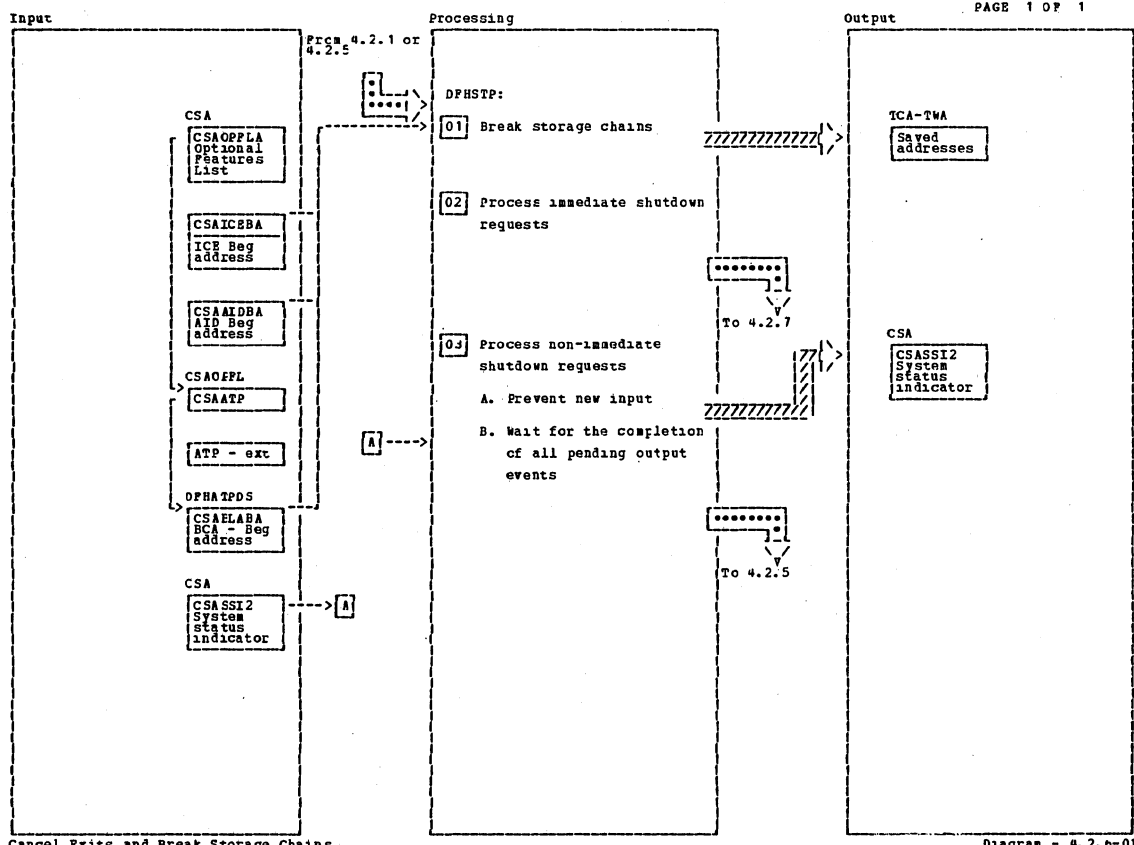 PAGE 1 OF 1
Input
Processing
Output
From 4.2.1 or
4.2.5
DFHSTP:
CSA
CSAOPFLA
Optional
Features
List
01 Break storage chains
TCA-TWA
Saved
addresses
CSAICEBA
ICE Beg
address
02 Process immediate shutdown
requests
CSAAIDBA
AID Beg
address
To 4.2.7
03 Process non-immediate
shutdown requests
CSA
CSASSI2
System
status
indicator
CSAOPFL
CSAATP
A. Prevent new input
A
B. Wait for the completion
of all pending output
events
ATP - ext
DFHATPDS
CSAELABA
BCA - Beg
address
To 4.2.5
CSA
CSASSI2
System
status
indicator
A
Cancel Exits and Break Storage Chains
Diagram - 4.2.6-01